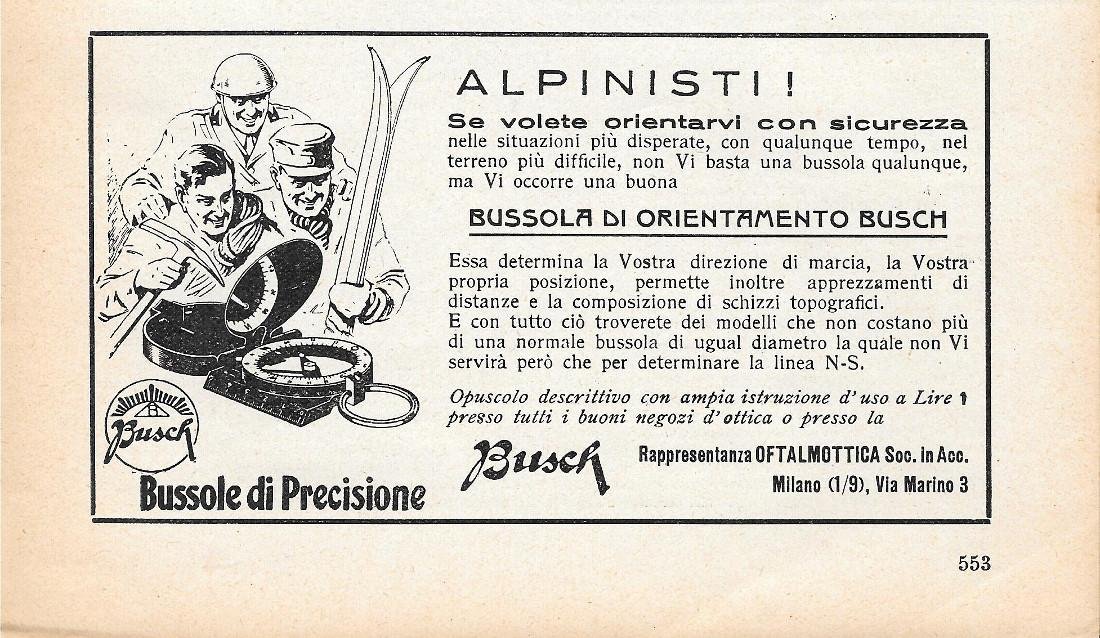 ALPINISTI!
Se volete orientarvi con sicurezza
nelle situazioni più disperate, con qualunque tempo, nel
terreno più difficile, non Vi basta una bussola qualunque,
ma Vi occorre una buona
BUSSOLA DI ORIENTAMENTO BUSCH
Essa determina la Vostra direzione di marcia, la Vostra
propria posizione, permette inoltre apprezzamenti di
distanze e la composizione di schizzi topografici.
E con tutto ciò troverete dei modelli che non costano più
di una normale bussola di ugual diametro la quale non Vi
servirà però che per determinare la linea N-S.
Opuscolo descrittivo con ampia istruzione d'uso a Lire 1
presso tutti i buoni negozi d'ottica o presso la
Busch
Rappresentanza OFTALMOTTICA Soc. in Acc.
Milano (1/9), Via Marino 3
B
Busch
Bussole di Precisione
553